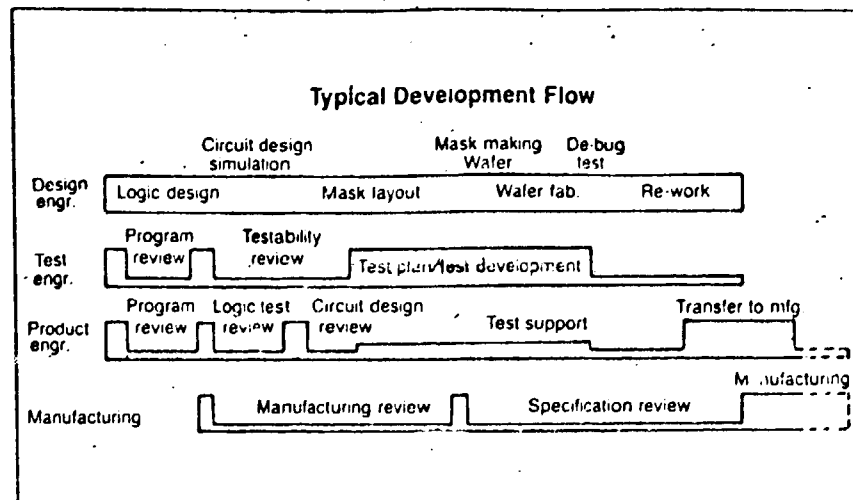 Typical Development Flow
Circuit design
simulation
Mask making
Wafer
De-bug
test
Design
engr.
Logic design
Mask layout
Wafer fab.
Re-work
Test
engr.
Program
review
Testability
review
Test plan/test development
Product
engr.
Program
review
Logic test
review
Circuit design
review
Test support
Transfer to mfg
Manufacturing
Manufacturing
Manufacturing review
Specification review